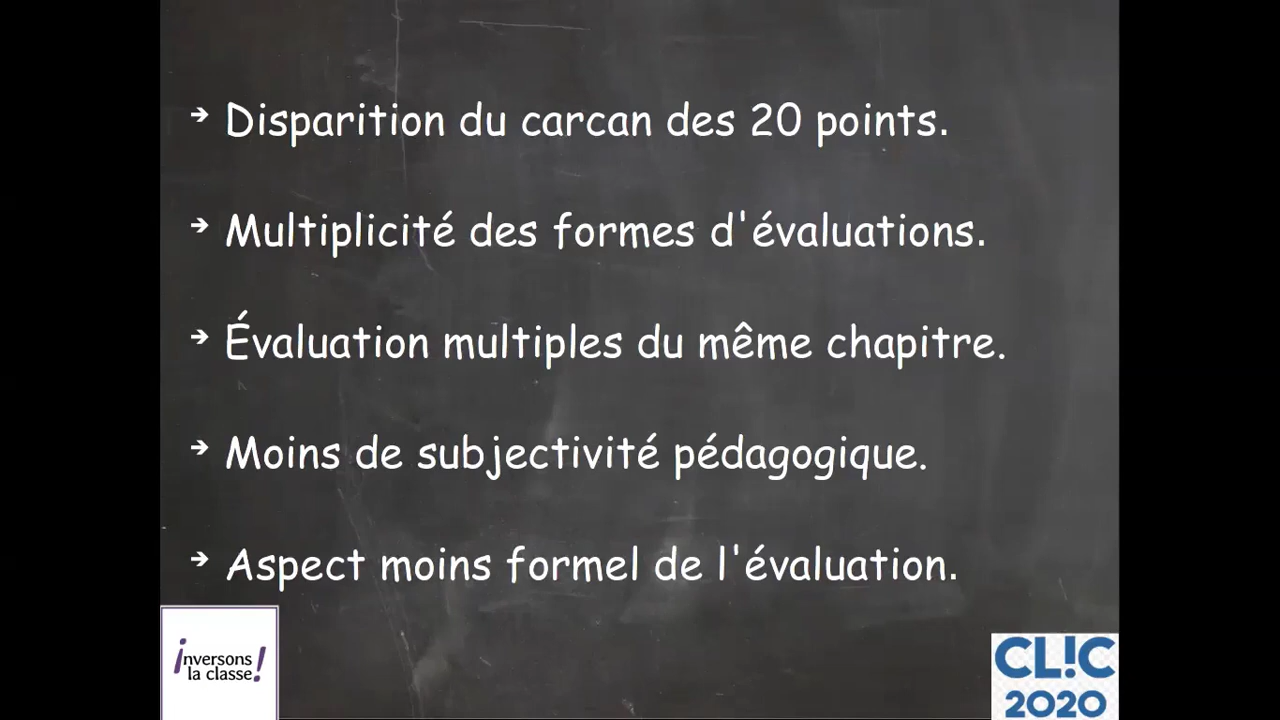 → Disparition du carcan des 20 points.
→ Multiplicité des formes d'évaluations.
→ Évaluation multiples du même chapitre.
→ Moins de subjectivité pédagogique.
→ Aspect moins formel de l'évaluation.
¡nversons
la classe!
CL!C
2020